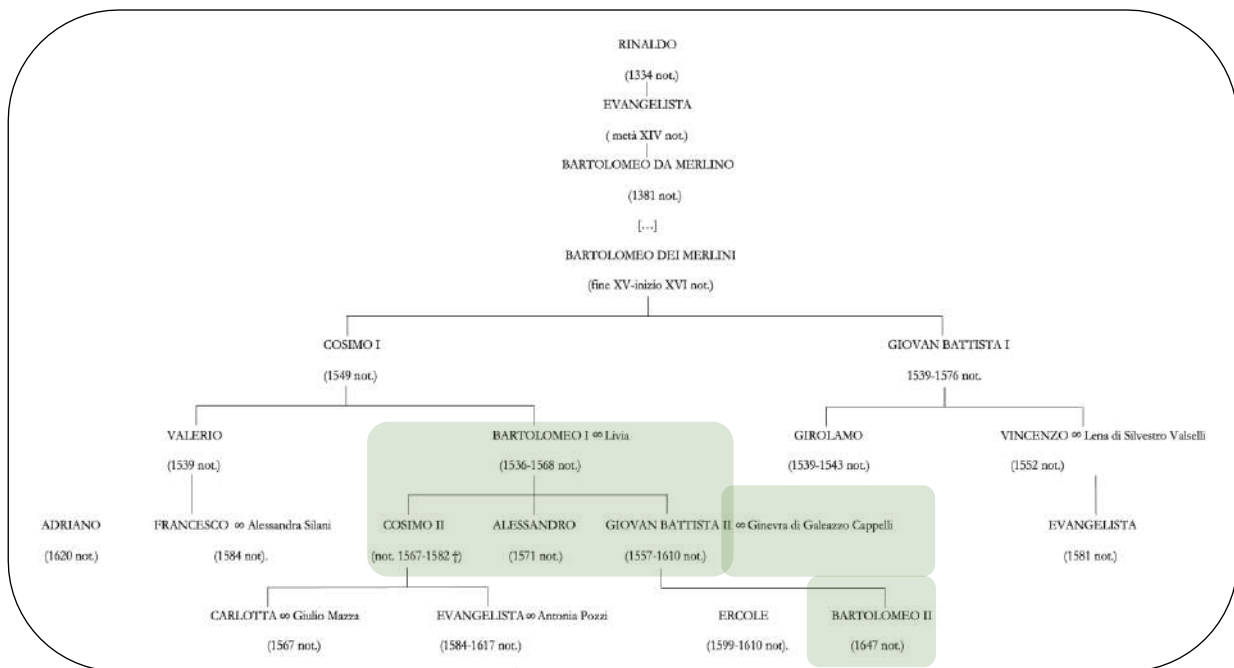 RINALDO
(1334 not.)
EVANGELISTA
( metà XIV not.)
BARTOLOMEO DA MERLINO
(1381 not.)
[...]
BARTOLOMEO DEI MERLINI
(fine XV-inizio XVI not.)
COSIMO I GIOVAN BATTISTA I
(1549 not.) 1539-1576 not.
VALERIO BARTOLOMEO I ∞ Livia GIROLAMO VINCENZO ∞ Lena di Silvestro Valselli
(1539 not.) (1536-1568 not.) (1539-1543 not.) (1552 not.)
ADRIANO FRANCESCO ∞ Alessandra Silani COSIMO II ALESSANDRO GIOVAN BATTISTA II ∞ Ginevra di Galeazzo Cappelli EVANGELISTA
(1620 not.) (1584 not). (not. 1567-1582 †) (1571 not.) (1557-1610 not.) (1581 not.)
CARLOTTA ∞ Giulio Mazza EVANGELISTA ∞ Antonia Pozzi ERCOLE BARTOLOMEO II
(1567 not.) (1584-1617 not.) (1599-1610 not). (1647 not.)